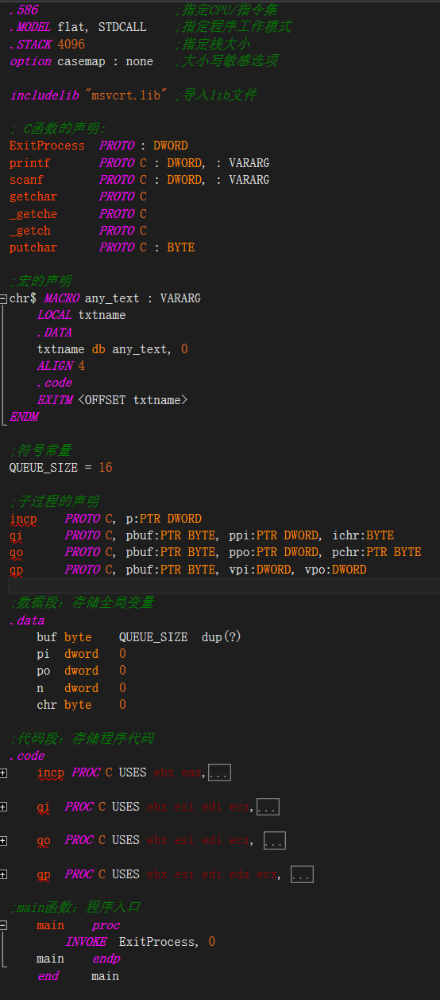 .586 ;指定CPU/指令集
.MODEL flat, STDCALL ;指定程序工作模式
.STACK 4096 ;指定栈大小
option casemap : none ;大小写敏感选项
includelib "msvcrt.lib" ;导入lib文件
; C函数的声明:
ExitProcess PROTO : DWORD
printf PROTO C : DWORD, : VARARG
scanf PROTO C : DWORD, : VARARG
getchar PROTO C
_getche PROTO C
_getch PROTO C
putchar PROTO C : BYTE
;宏的声明
chr$ MACRO any_text : VARARG
LOCAL txtname
.DATA
txtname db any_text, 0
ALIGN 4
.code
EXITM <OFFSET txtname>
ENDM
;符号常量
QUEUE_SIZE = 16
;子过程的声明
incp PROTO C, p:PTR DWORD
qi PROTO C, pbuf:PTR BYTE, ppi:PTR DWORD, ichr:BYTE
qo PROTO C, pbuf:PTR BYTE, ppo:PTR DWORD, pchr:PTR BYTE
qp PROTO C, pbuf:PTR BYTE, vpi:DWORD, vpo:DWORD
;数据段: 存储全局变量
.data
buf byte QUEUE_SIZE dup(?)
pi dword 0
po dword 0
n dword 0
chr byte 0
;代码段: 存储程序代码
.code
incp PROC C USES ebx eax,...
qi PROC C USES ebx esi edi ecx,...
qo PROC C USES ebx esi edi ecx, ...
qp PROC C USES ebx esi edi edx ecx, ...
;main函数: 程序入口
main proc
INVOKE ExitProcess, 0
main endp
end main